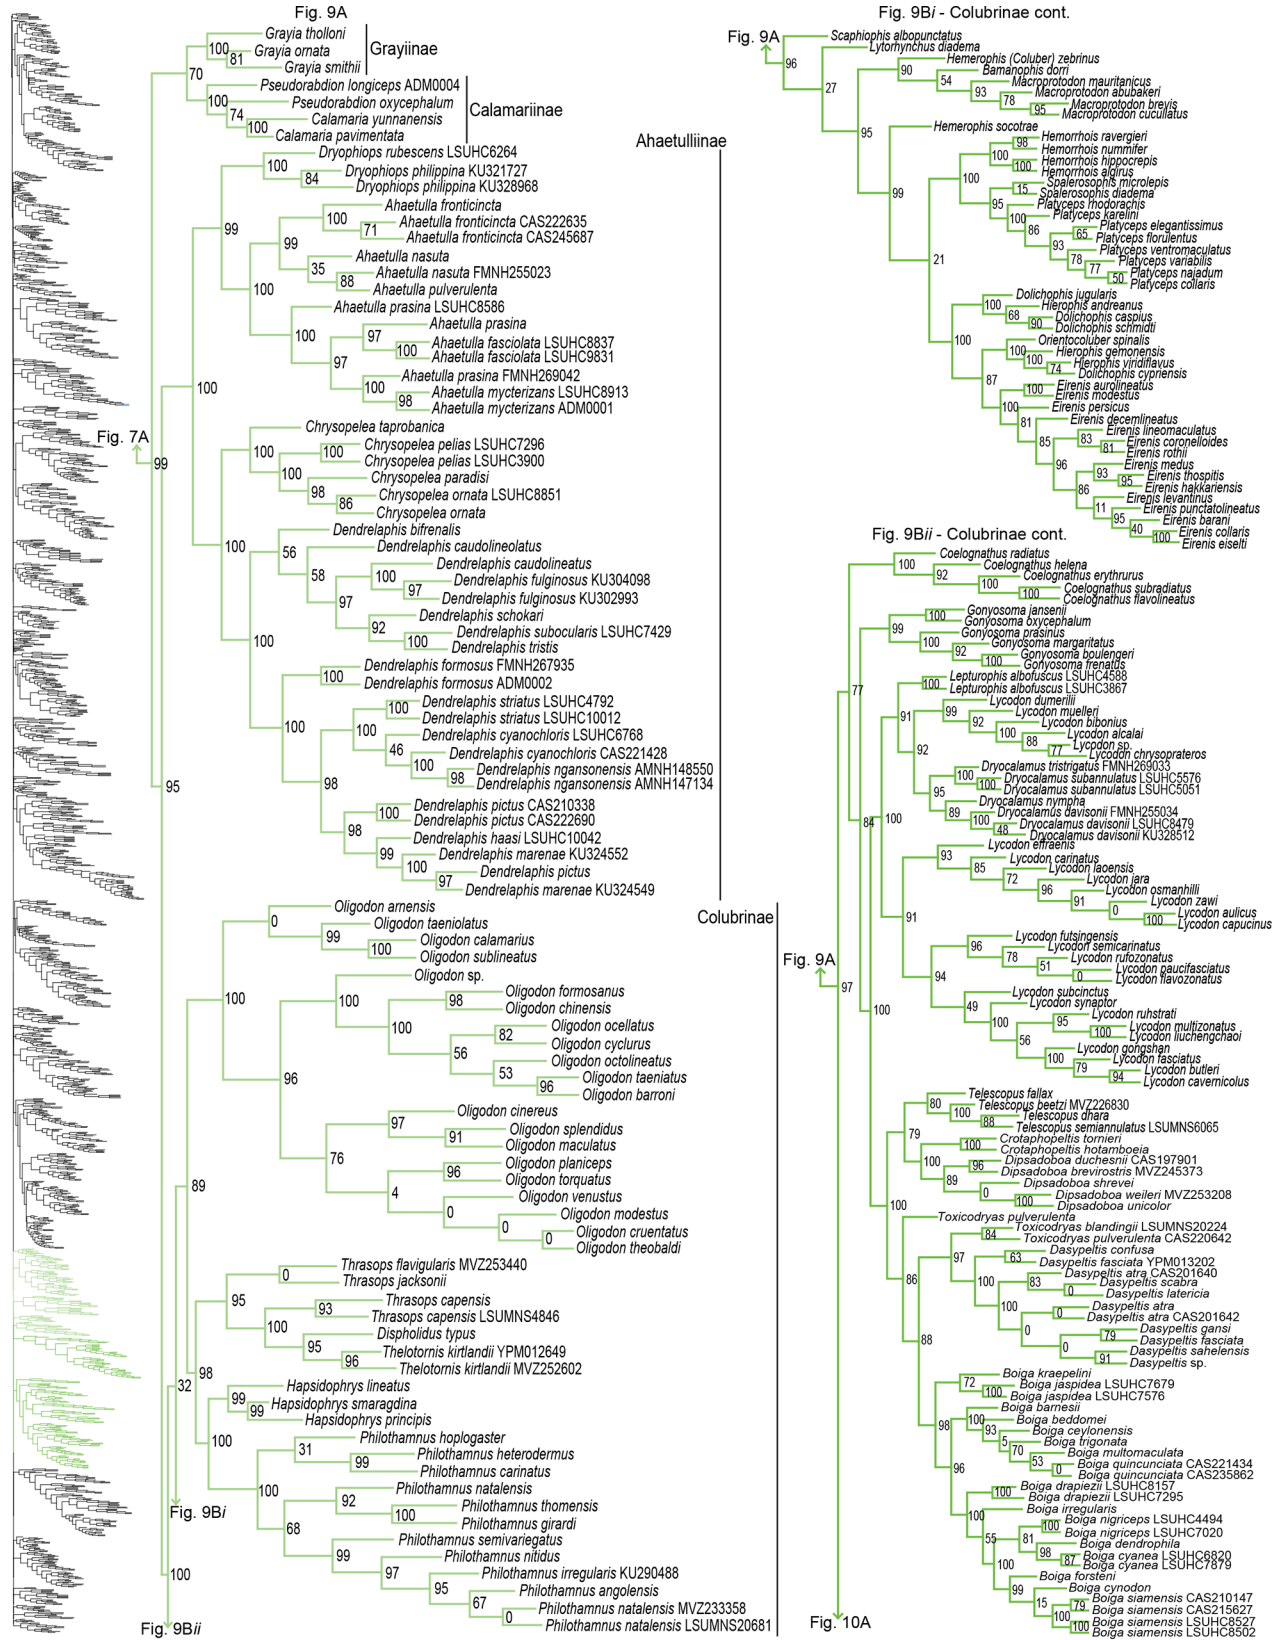 Fig. 9A
Grayia tholloni
100
Grayia ornata
81
Grayia smithii
Grayiinae
70
Pseudorabdion longiceps ADM0004
100
Pseudorabdion oxycephalum
74
Calamaria yunnanensis
100
Calamaria pavimentata
Calamariinae
Ahaetulliinae
Dryophiops rubescens LSUHC6264
100
Dryophiops philippina KU321727
84
Dryophiops philippina KU328968
99
Ahaetulla fronticincta
100
Ahaetulla fronticincta CAS222635
71
Ahaetulla fronticincta CAS245687
99
Ahaetulla nasuta
35
Ahaetulla nasuta FMNH255023
88
Ahaetulla pulverulenta
100
Ahaetulla prasina LSUHC8586
100
Ahaetulla prasina
97
Ahaetulla fasciolata LSUHC8837
100
Ahaetulla fasciolata LSUHC9831
97
Ahaetulla prasina FMNH269042
100
Ahaetulla mycterizans LSUHC8913
98
Ahaetulla mycterizans ADM0001
100
Fig. 7A
99
Chrysopelea taprobanica
100
Chrysopelea pelias LSUHC7296
100
Chrysopelea pelias LSUHC3900
100
Chrysopelea paradisi
98
Chrysopelea ornata LSUHC8851
86
Chrysopelea ornata
100
Dendrelaphis bifrenalis
56
Dendrelaphis caudolineolatus
58
Dendrelaphis caudolineatus
100
Dendrelaphis fulginosus KU304098
97
Dendrelaphis fulginosus KU302993
97
Dendrelaphis schokari
92
Dendrelaphis subocularis LSUHC7429
100
Dendrelaphis tristis
100
Dendrelaphis formosus FMNH267935
100
Dendrelaphis formosus ADM0002
100
Dendrelaphis striatus LSUHC4792
100
Dendrelaphis striatus LSUHC10012
100
Dendrelaphis cyanochloris LSUHC6768
46
Dendrelaphis cyanochloris CAS221428
100
Dendrelaphis ngansonensis AMNH148550
98
Dendrelaphis ngansonensis AMNH147134
98
95
Dendrelaphis pictus CAS210338
100
Dendrelaphis pictus CAS222690
98
Dendrelaphis haasi LSUHC10042
99
Dendrelaphis marenae KU324552
100
Dendrelaphis pictus
97
Dendrelaphis marenae KU324549
Colubrinae
Oligodon arnensis
0
Oligodon taeniolatus
99
Oligodon calamarius
100
Oligodon sublineatus
100
Oligodon sp.
100
Oligodon formosanus
98
Oligodon chinensis
100
Oligodon ocellatus
82
Oligodon cyclurus
56
Oligodon octolineatus
53
Oligodon taeniatus
96
Oligodon barroni
96
Oligodon cinereus
97
Oligodon splendidus
91
Oligodon maculatus
76
Oligodon planiceps
96
Oligodon torquatus
4
Oligodon venustus
0
Oligodon modestus
0
Oligodon cruentatus
0
Oligodon theobaldi
89
Thrasops flavigularis MVZ253440
0
Thrasops jacksonii
95
Thrasops capensis
93
Thrasops capensis LSUMNS4846
100
Dispholidus typus
95
Thelotornis kirtlandii YPM012649
96
Thelotornis kirtlandii MVZ252602
98
32
Hapsidophrys lineatus
99
Hapsidophrys smaragdina
99
Hapsidophrys principis
100
Philothamnus hoplogaster
31
Philothamnus heterodermus
99
Philothamnus carinatus
100
Philothamnus natalensis
92
Philothamnus thomensis
100
Philothamnus girardi
68
Philothamnus semivariegatus
99
Philothamnus nitidus
97
Philothamnus irregularis KU290488
95
Philothamnus angolensis
67
Philothamnus natalensis MVZ233358
0
Philothamnus natalensis LSUMNS20681
Fig. 9Bi
100
Fig. 9Bii
Fig. 9Bi - Colubrinae cont.
Fig. 9A
Scaphiophis albopunctatus
96
Lytorhynchus diadema
27
Hemerophis (Coluber) zebrinus
90
Bamanophis dorri
54
Macroprotodon mauritanicus
93
Macroprotodon abubakeri
78
Macroprotodon brevis
95
Macroprotodon cucullatus
95
Hemerophis socotrae
99
Hemorrhois ravergieri
98
Hemorrhois nummifer
100
Hemorrhois hippocrepis
100
Hemorrhois algirus
100
Spalerosophis microlepis
15
Spalerosophis diadema
95
Platyceps rhodorachis
100
Platyceps karelini
86
Platyceps elegantissimus
65
Platyceps florulentus
93
Platyceps ventromaculatus
78
Platyceps variabilis
77
Platyceps najadum
50
Platyceps collaris
21
Dolichophis jugularis
100
Hierophis andreanus
68
Dolichophis caspius
90
Dolichophis schmidti
100
Orientocoluber spinalis
100
Hierophis gemonensis
100
Hierophis viridiflavus
74
Dolichophis cypriensis
87
Eirenis aurolineatus
100
Eirenis modestus
100
Eirenis persicus
81
Eirenis decemlineatus
85
Eirenis lineomaculatus
83
Eirenis coronelloides
81
Eirenis rothii
96
Eirenis medus
93
Eirenis thospitis
95
Eirenis hakkariensis
86
Eirenis levantinus
11
Eirenis punctatolineatus
95
Eirenis barani
40
Eirenis collaris
100
Eirenis eiselti
Fig. 9Bii - Colubrinae cont.
Coelognathus radiatus
100
Coelognathus helena
92
Coelognathus erythrurus
100
Coelognathus subradiatus
100
Coelognathus flavolineatus
Gonyosoma jansenii
100
Gonyosoma oxycephalum
99
Gonyosoma prasinus
100
Gonyosoma margaritatus
92
Gonyosoma boulengeri
100
Gonyosoma frenatus
77
Lepturophis albofuscus LSUHC4588
100
Lepturophis albofuscus LSUHC3867
91
Lycodon dumerilii
99
Lycodon muelleri
92
Lycodon bibonius
100
Lycodon alcalai
88
Lycodon sp.
77
Lycodon chrysoprateros
92
Dryocalamus tristrigatus FMNH269033
100
Dryocalamus subannulatus LSUHC5576
100
Dryocalamus subannulatus LSUHC5051
95
Dryocalamus nympha
89
Dryocalamus davisonii FMNH255034
100
Dryocalamus davisonii LSUHC8479
48
Dryocalamus davisonii KU328512
84
100
Lycodon effraenis
93
Lycodon carinatus
85
Lycodon laoensis
72
Lycodon jara
96
Lycodon osmanhilli
91
Lycodon zawi
0
Lycodon aulicus
100
Lycodon capucinus
91
Lycodon futsingensis
96
Lycodon semicarinatus
78
Lycodon rufozonatus
51
Lycodon paucifasciatus
0
Lycodon flavozonatus
94
Lycodon subcinctus
49
Lycodon synaptor
100
Lycodon ruhstrati
95
Lycodon multizonatus
100
Lycodon liuchengchaoi
56
Lycodon gongshan
100
Lycodon fasciatus
79
Lycodon butleri
94
Lycodon cavernicolus
Fig. 9A
97
100
Telescopus fallax
80
Telescopus beetzi MVZ226830
100
Telescopus dhara
88
Telescopus semiannulatus LSUMNS6065
79
Crotaphopeltis tornieri
100
Crotaphopeltis hotamboeia
100
Dipsadoboa duchesnii CAS197901
96
Dipsadoboa brevirostris MVZ245373
89
Dipsadoboa shrevei
0
Dipsadoboa weileri MVZ253208
100
Dipsadoboa unicolor
100
Toxicodryas pulverulenta
Toxicodryas blandingii LSUMNS20224
84
Toxicodryas pulverulenta CAS220642
97
Dasypeltis confusa
63
Dasypeltis fasciata YPM013202
100
Dasypeltis atra CAS201640
83
Dasypeltis scabra
0
Dasypeltis latericia
100
Dasypeltis atra
0
Dasypeltis atra CAS201642
0
Dasypeltis gansi
79
Dasypeltis fasciata
0
Dasypeltis sahelensis
91
Dasypeltis sp.
86
88
Boiga kraepelini
72
Boiga jaspidea LSUHC7679
100
Boiga jaspidea LSUHC7576
98
Boiga barnesii
100
Boiga beddomei
93
Boiga ceylonensis
5
Boiga trigonata
70
Boiga multomaculata
53
Boiga quincunciata CAS221434
0
Boiga quincunciata CAS235862
96
Boiga drapiezii LSUHC8157
100
Boiga drapiezii LSUHC7295
100
Boiga irregularis
55
Boiga nigriceps LSUHC4494
100
Boiga nigriceps LSUHC7020
81
Boiga dendrophila
98
Boiga cyanea LSUHC6820
87
Boiga cyanea LSUHC7879
100
Boiga forsteni
99
Boiga cynodon
15
Boiga siamensis CAS210147
79
Boiga siamensis CAS215627
100
Boiga siamensis LSUHC8527
100
Boiga siamensis LSUHC8502
Fig. 10A